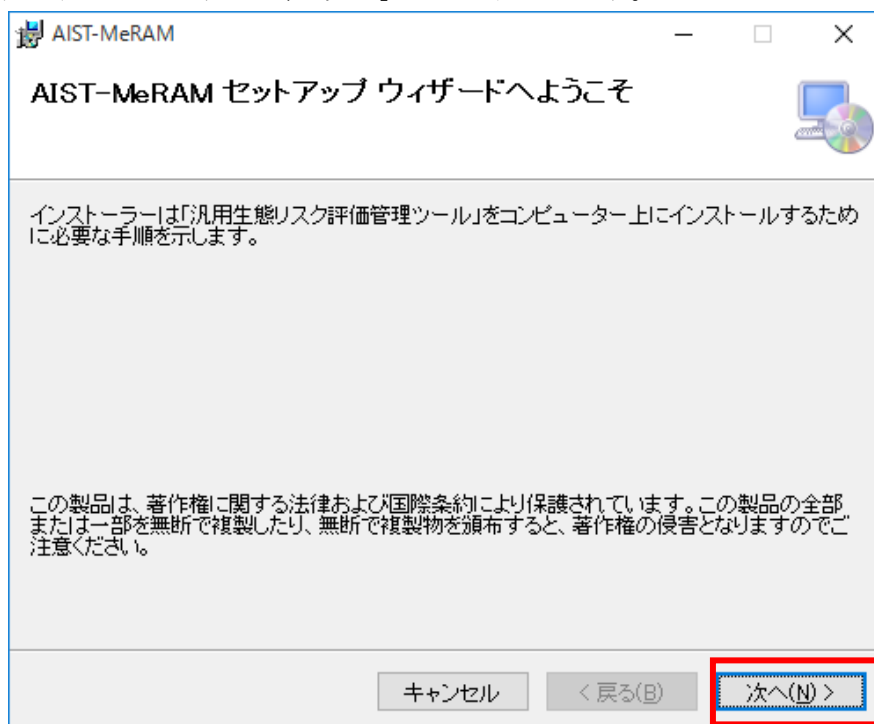 AIST-MeRAM
AIST-MeRAM セットアップ ウィザードへようこそ
インストーラーは「汎用生態リスク評価管理ツール」をコンピューター上にインストールするため
に必要な手順を示します。
この製品は、著作権に関する法律および国際条約により保護されています。この製品の全部
または一部を無断で複製したり、無断で複製物を頒布すると、著作権の侵害となりますのでご
注意ください。
キャンセル
< 戻る(B)
次へ(N) >